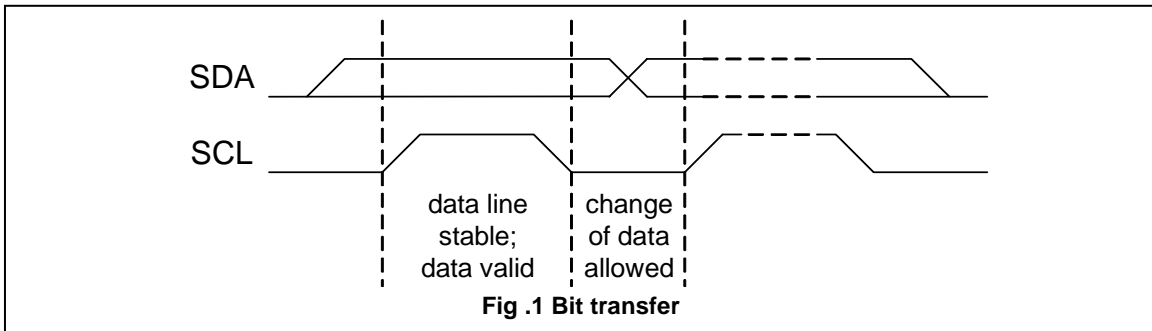 SDA
SCL
data line
stable;
data valid
change
of data
allowed
Fig .1 Bit transfer